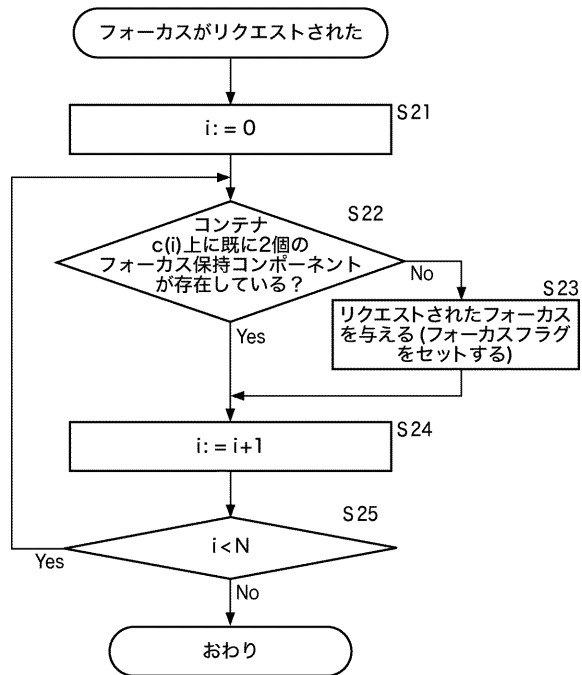 フォーカスがリクエストされた
S21
i:=0
S22
コンテナ
c(i)上に既に2個の
フォーカス保持コンポーネント
が存在している？
No
S23
リクエストされたフォーカス
を与える(フォーカスフラグ
をセットする)
Yes
S24
i:=i+1
S25
i<N
Yes
No
おわり